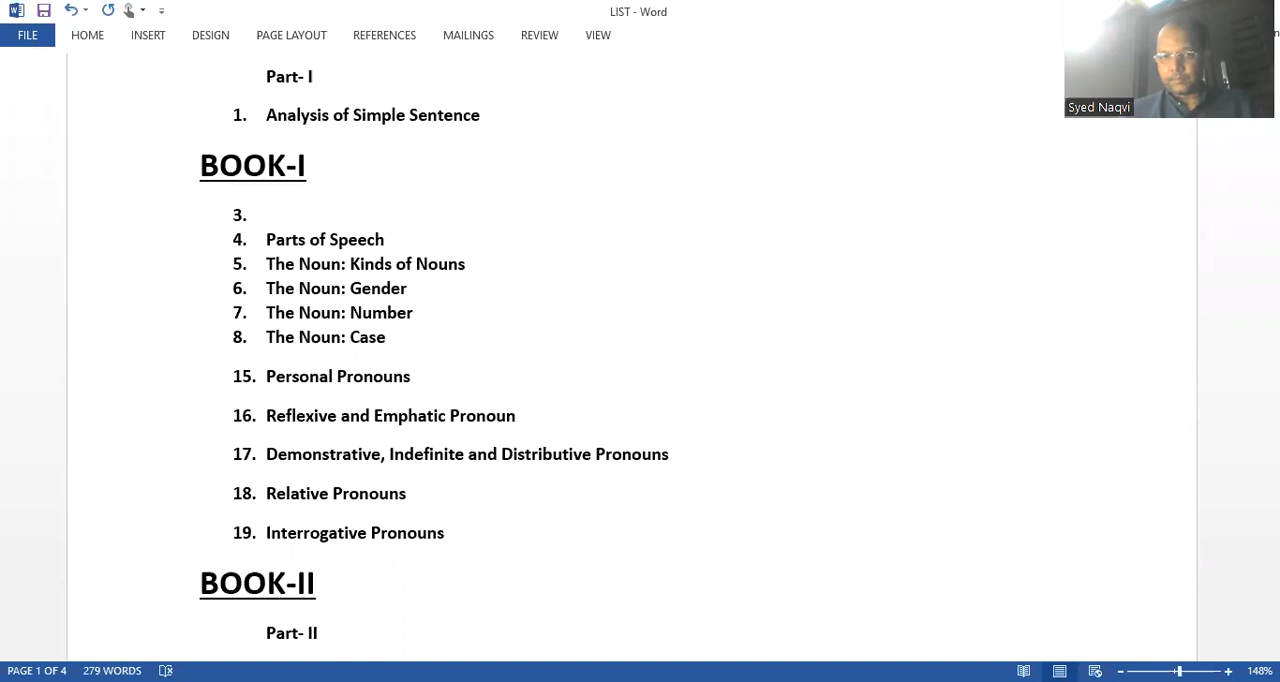 LIST - Word
FILE HOME INSERT DESIGN PAGE LAYOUT REFERENCES MAILINGS REVIEW VIEW
Syed Naqvi
Part- I
1. Analysis of Simple Sentence
BOOK-I
3.
4. Parts of Speech
5. The Noun: Kinds of Nouns
6. The Noun: Gender
7. The Noun: Number
8. The Noun: Case
15. Personal Pronouns
16. Reflexive and Emphatic Pronoun
17. Demonstrative, Indefinite and Distributive Pronouns
18. Relative Pronouns
19. Interrogative Pronouns
BOOK-II
Part- II
PAGE 1 OF 4 279 WORDS 148%